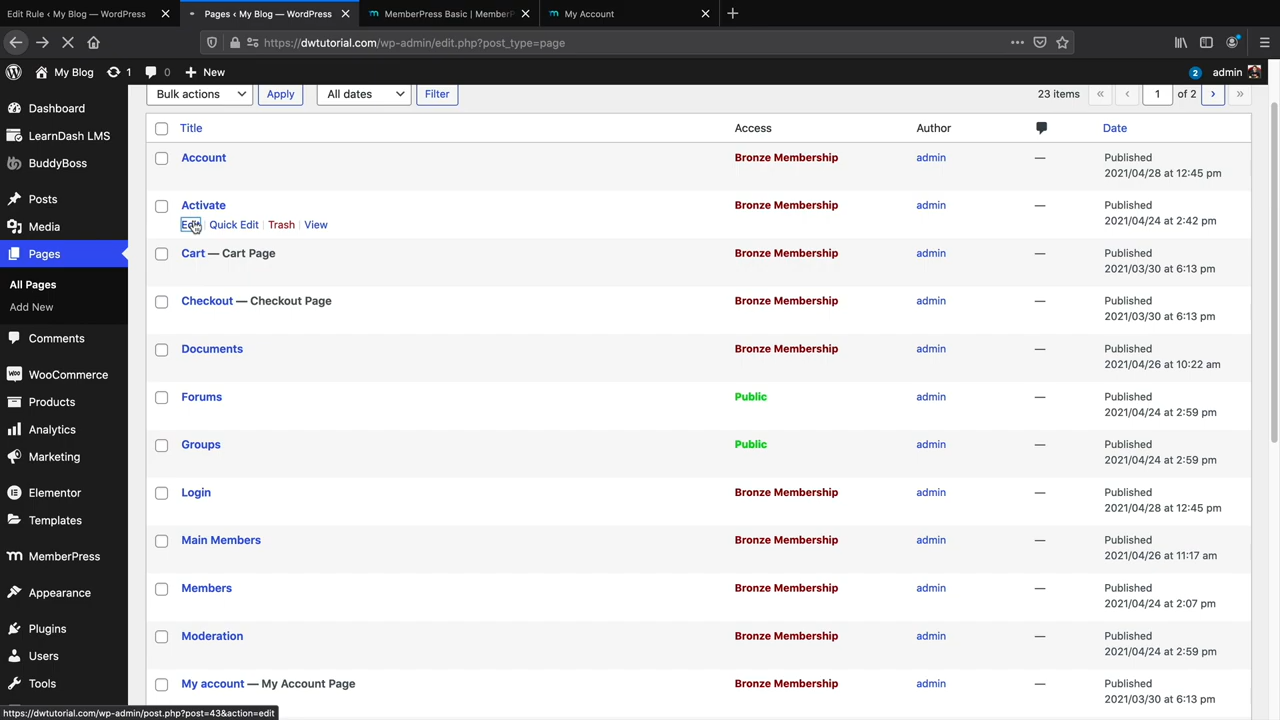 Edit Rule ‹ My Blog — WordPress
Pages ‹ My Blog — WordPress
MemberPress Basic | MemberP
My Account
https://dwtutorial.com/wp-admin/edit.php?post_type=page
My Blog
1
0
New
2
admin
Dashboard
LearnDash LMS
BuddyBoss
Posts
Media
Pages
All Pages
Add New
Comments
WooCommerce
Products
Analytics
Marketing
Elementor
Templates
MemberPress
Appearance
Plugins
Users
Tools
Bulk actions
Apply
All dates
Filter
23 items
«
‹
1
of 2
›
»
Title Access Author Date
Account Bronze Membership admin — Published
2021/04/28 at 12:45 pm
Activate Bronze Membership admin — Published
2021/04/24 at 2:42 pm
Edit | Quick Edit | Trash | View
Cart — Cart Page Bronze Membership admin — Published
2021/03/30 at 6:13 pm
Checkout — Checkout Page Bronze Membership admin — Published
2021/03/30 at 6:13 pm
Documents Bronze Membership admin — Published
2021/04/26 at 10:22 am
Forums Public admin — Published
2021/04/24 at 2:59 pm
Groups Public admin — Published
2021/04/24 at 2:59 pm
Login Bronze Membership admin — Published
2021/04/28 at 12:45 pm
Main Members Bronze Membership admin — Published
2021/04/26 at 11:17 am
Members Bronze Membership admin — Published
2021/04/24 at 2:07 pm
Moderation Bronze Membership admin — Published
2021/04/24 at 2:59 pm
My account — My Account Page Bronze Membership admin — Published
2021/03/30 at 6:13 pm
https://dwtutorial.com/wp-admin/post.php?post=43&action=edit